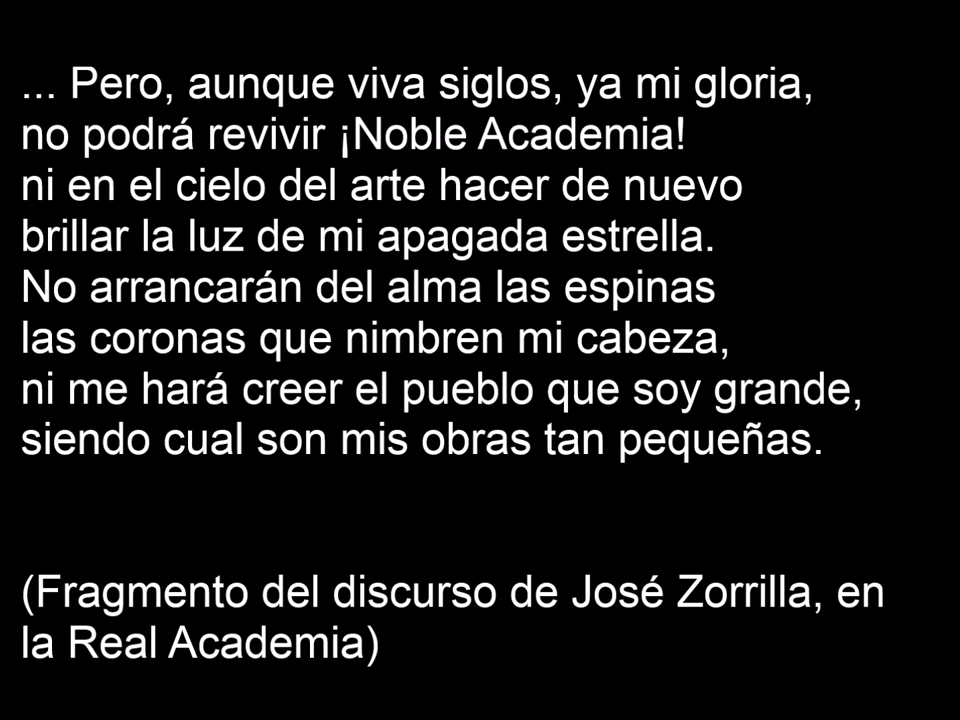 ... Pero, aunque viva siglos, ya mi gloria,
no podrá revivir ¡Noble Academia!
ni en el cielo del arte hacer de nuevo
brillar la luz de mi apagada estrella.
No arrancarán del alma las espinas
las coronas que nimbren mi cabeza,
ni me hará creer el pueblo que soy grande,
siendo cual son mis obras tan pequeñas.
(Fragmento del discurso de José Zorrilla, en
la Real Academia)